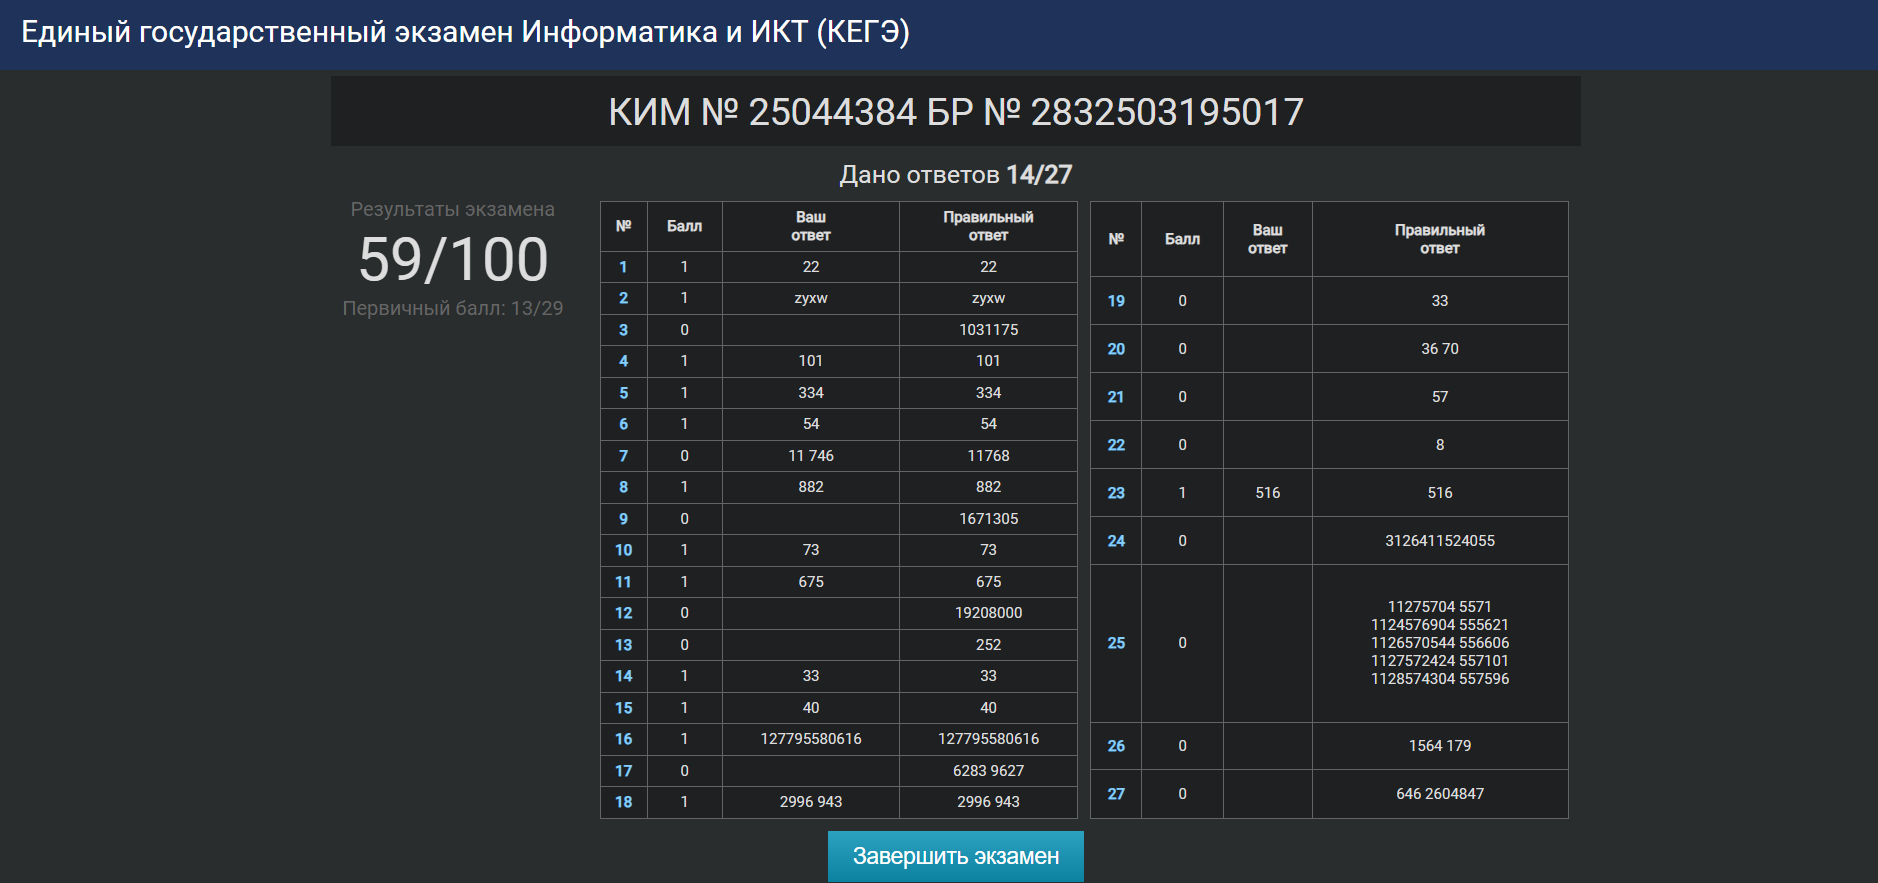 Единый государственный экзамен Информатика и ИКТ (КЕГЭ)
КИМ № 25044384 БР № 2832503195017
Дано ответов 14/27
Результаты экзамена
59/100
Первичный балл: 13/29
№ Балл Ваш ответ Правильный ответ
1 1 22 22
2 1 zyxw zyxw
3 0 1031175
4 1 101 101
5 1 334 334
6 1 54 54
7 0 11 746 11768
8 1 882 882
9 0 1671305
10 1 73 73
11 1 675 675
12 0 19208000
13 0 252
14 1 33 33
15 1 40 40
16 1 127795580616 127795580616
17 0 6283 9627
18 1 2996 943 2996 943
№ Балл Ваш ответ Правильный ответ
19 0 33
20 0 36 70
21 0 57
22 0 8
23 1 516 516
24 0 3126411524055
25 0 11275704 5571
1124576904 555621
1126570544 556606
1127572424 557101
1128574304 557596
26 0 1564 179
27 0 646 2604847
Завершить экзамен